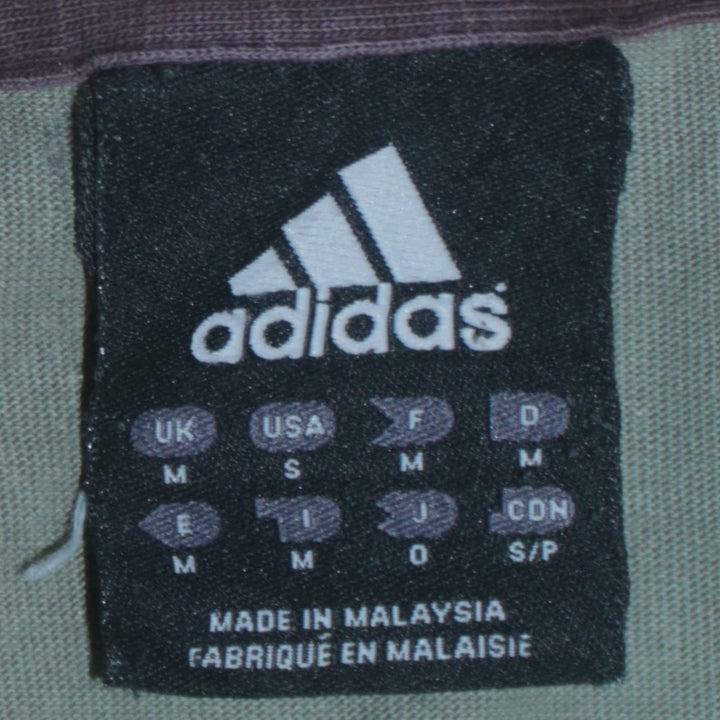 adidas
UK USA F D
M S M M
E I J CDN
M M O S/P
MADE IN MALAYSIA
FABRIQUÉ EN MALAISIE